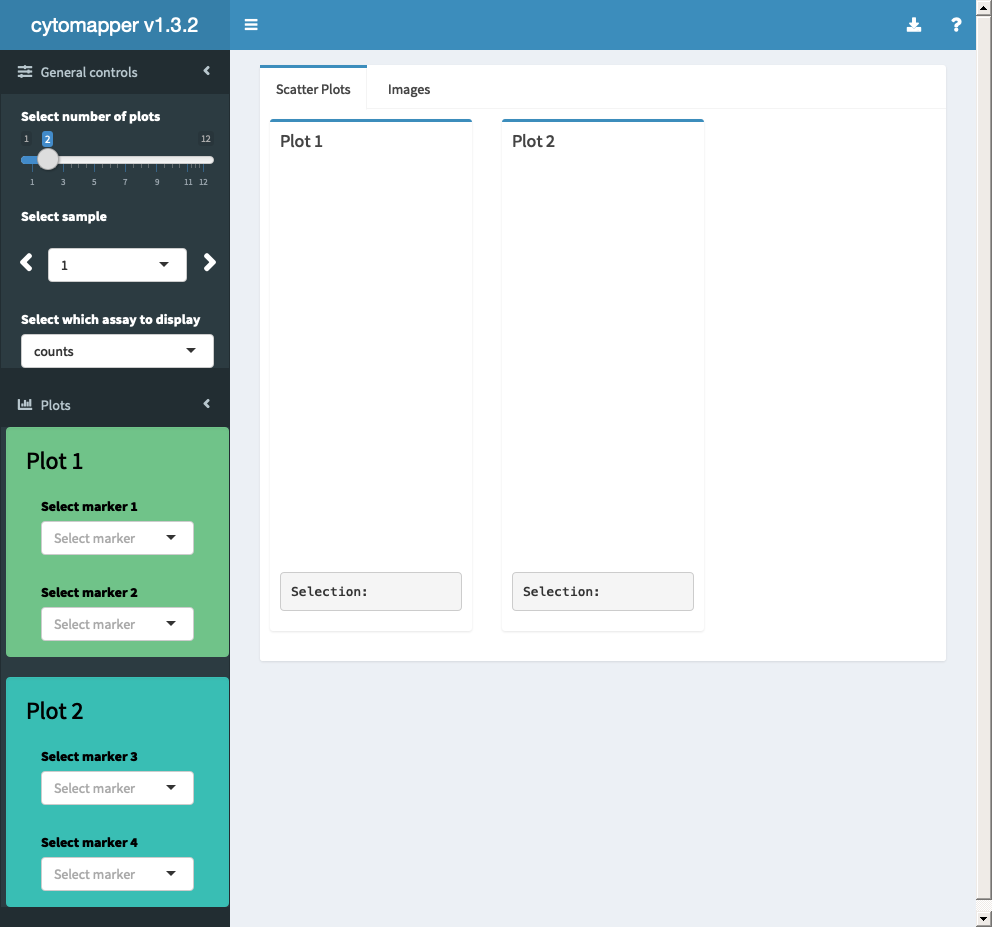 cytomapper v1.3.2
?
General controls
Select number of plots
1 2 12
1 3 5 7 9 11 12
Select sample
1
Select which assay to display
counts
Plots
Plot 1
Select marker 1
Select marker
Select marker 2
Select marker
Plot 2
Select marker 3
Select marker
Select marker 4
Select marker
Scatter Plots Images
Plot 1 Plot 2
Selection: Selection: